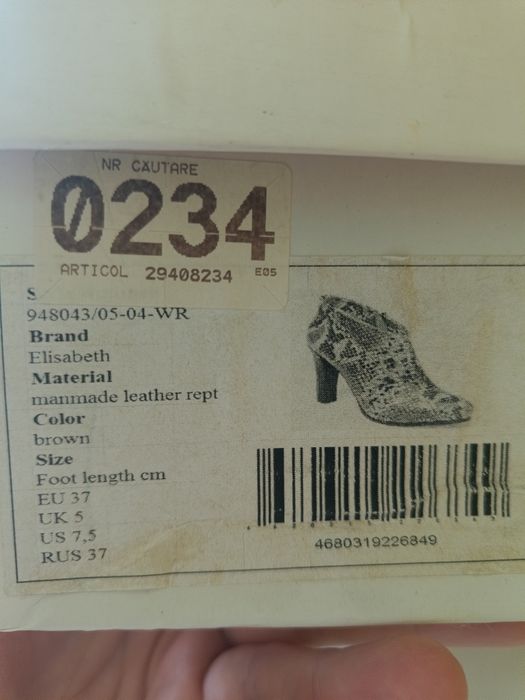 NR CĂUTARE
0234
ARTICOL 29408234 E05
948043/05-04-WR
Brand
Elisabeth
Material
manmade leather rept
Color
brown
Size
Foot length cm
EU 37
UK 5
US 7,5
RUS 37
4680319226849